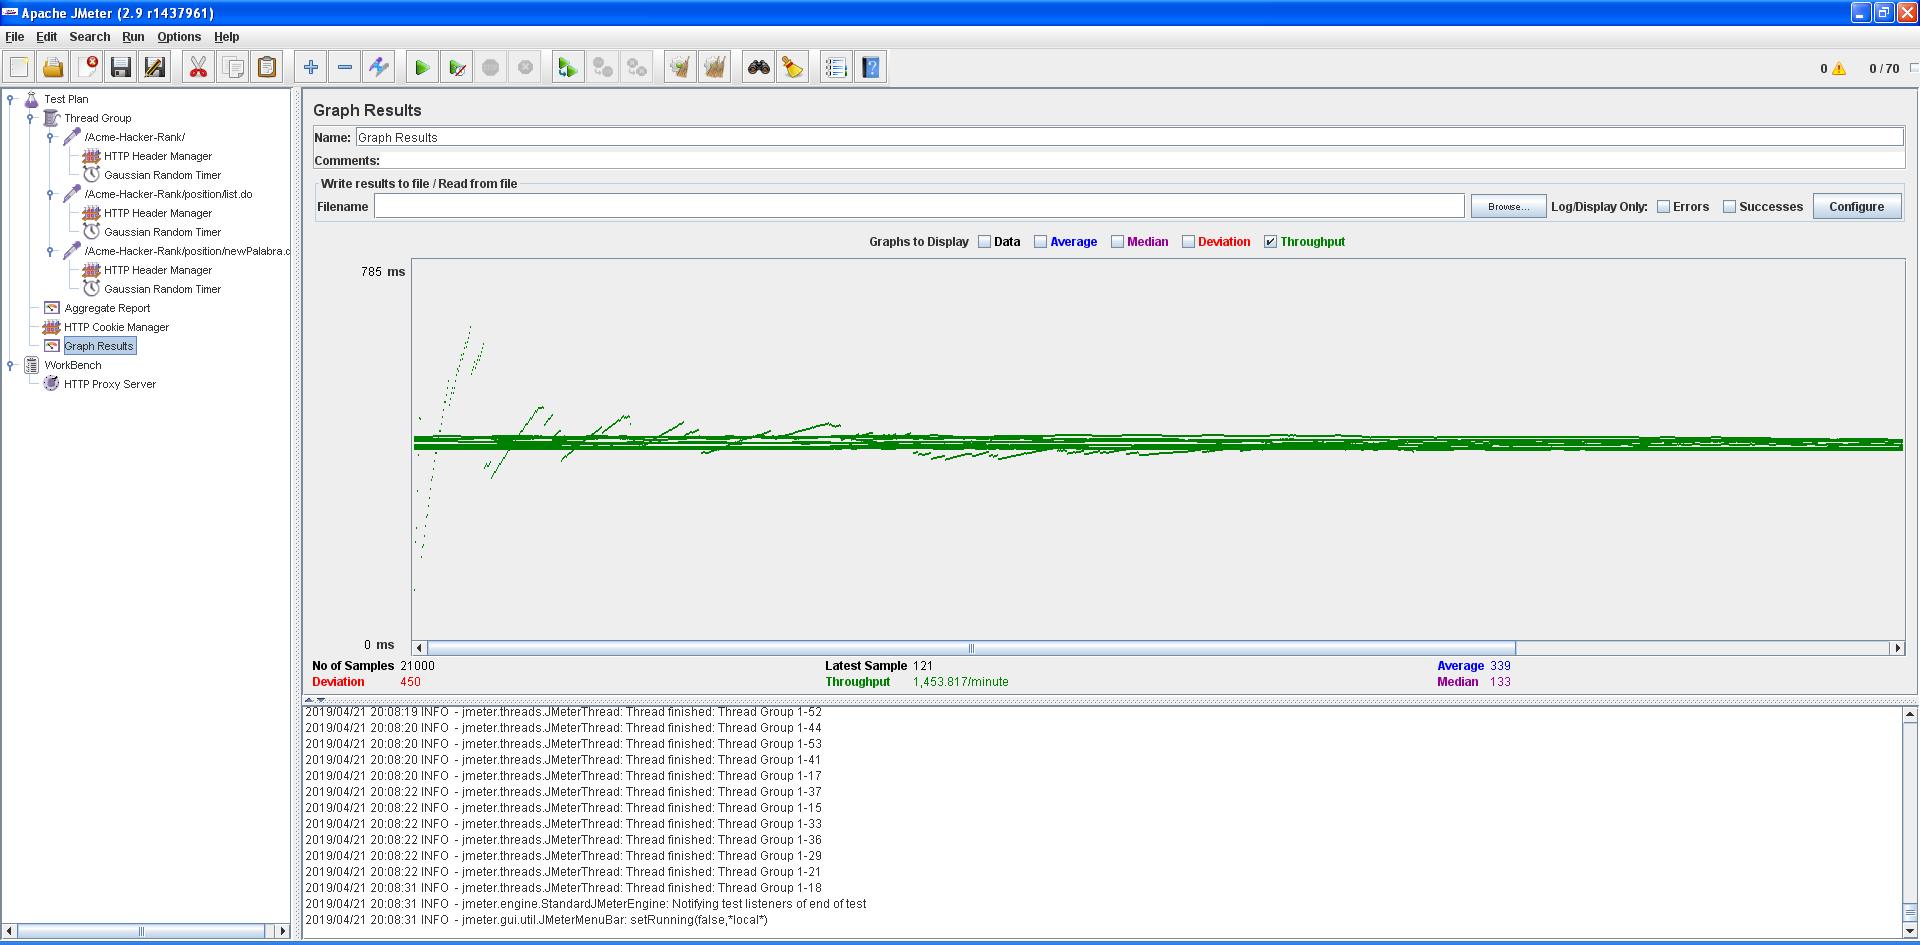 Apache JMeter (2.9 r1437961)
File Edit Search Run Options Help
0 0 / 70
Test Plan
Thread Group
/Acme-Hacker-Rank/
HTTP Header Manager
Gaussian Random Timer
/Acme-Hacker-Rank/position/list.do
HTTP Header Manager
Gaussian Random Timer
/Acme-Hacker-Rank/position/newPalabra.c
HTTP Header Manager
Gaussian Random Timer
Aggregate Report
HTTP Cookie Manager
Graph Results
WorkBench
HTTP Proxy Server
Graph Results
Name: Graph Results
Comments:
Write results to file / Read from file
Filename Browse... Log/Display Only: Errors Successes Configure
Graphs to Display Data Average Median Deviation Throughput
785 ms
0 ms
No of Samples 21000 Latest Sample 121 Average 339
Deviation 450 Throughput 1,453.817/minute Median 133
2019/04/21 20:08:19 INFO - jmeter.threads.JMeterThread: Thread finished: Thread Group 1-52
2019/04/21 20:08:20 INFO - jmeter.threads.JMeterThread: Thread finished: Thread Group 1-44
2019/04/21 20:08:20 INFO - jmeter.threads.JMeterThread: Thread finished: Thread Group 1-53
2019/04/21 20:08:20 INFO - jmeter.threads.JMeterThread: Thread finished: Thread Group 1-41
2019/04/21 20:08:20 INFO - jmeter.threads.JMeterThread: Thread finished: Thread Group 1-17
2019/04/21 20:08:22 INFO - jmeter.threads.JMeterThread: Thread finished: Thread Group 1-37
2019/04/21 20:08:22 INFO - jmeter.threads.JMeterThread: Thread finished: Thread Group 1-15
2019/04/21 20:08:22 INFO - jmeter.threads.JMeterThread: Thread finished: Thread Group 1-33
2019/04/21 20:08:22 INFO - jmeter.threads.JMeterThread: Thread finished: Thread Group 1-36
2019/04/21 20:08:22 INFO - jmeter.threads.JMeterThread: Thread finished: Thread Group 1-29
2019/04/21 20:08:22 INFO - jmeter.threads.JMeterThread: Thread finished: Thread Group 1-21
2019/04/21 20:08:31 INFO - jmeter.threads.JMeterThread: Thread finished: Thread Group 1-18
2019/04/21 20:08:31 INFO - jmeter.engine.StandardJMeterEngine: Notifying test listeners of end of test
2019/04/21 20:08:31 INFO - jmeter.gui.util.JMeterMenuBar: setRunning(false,*local*)